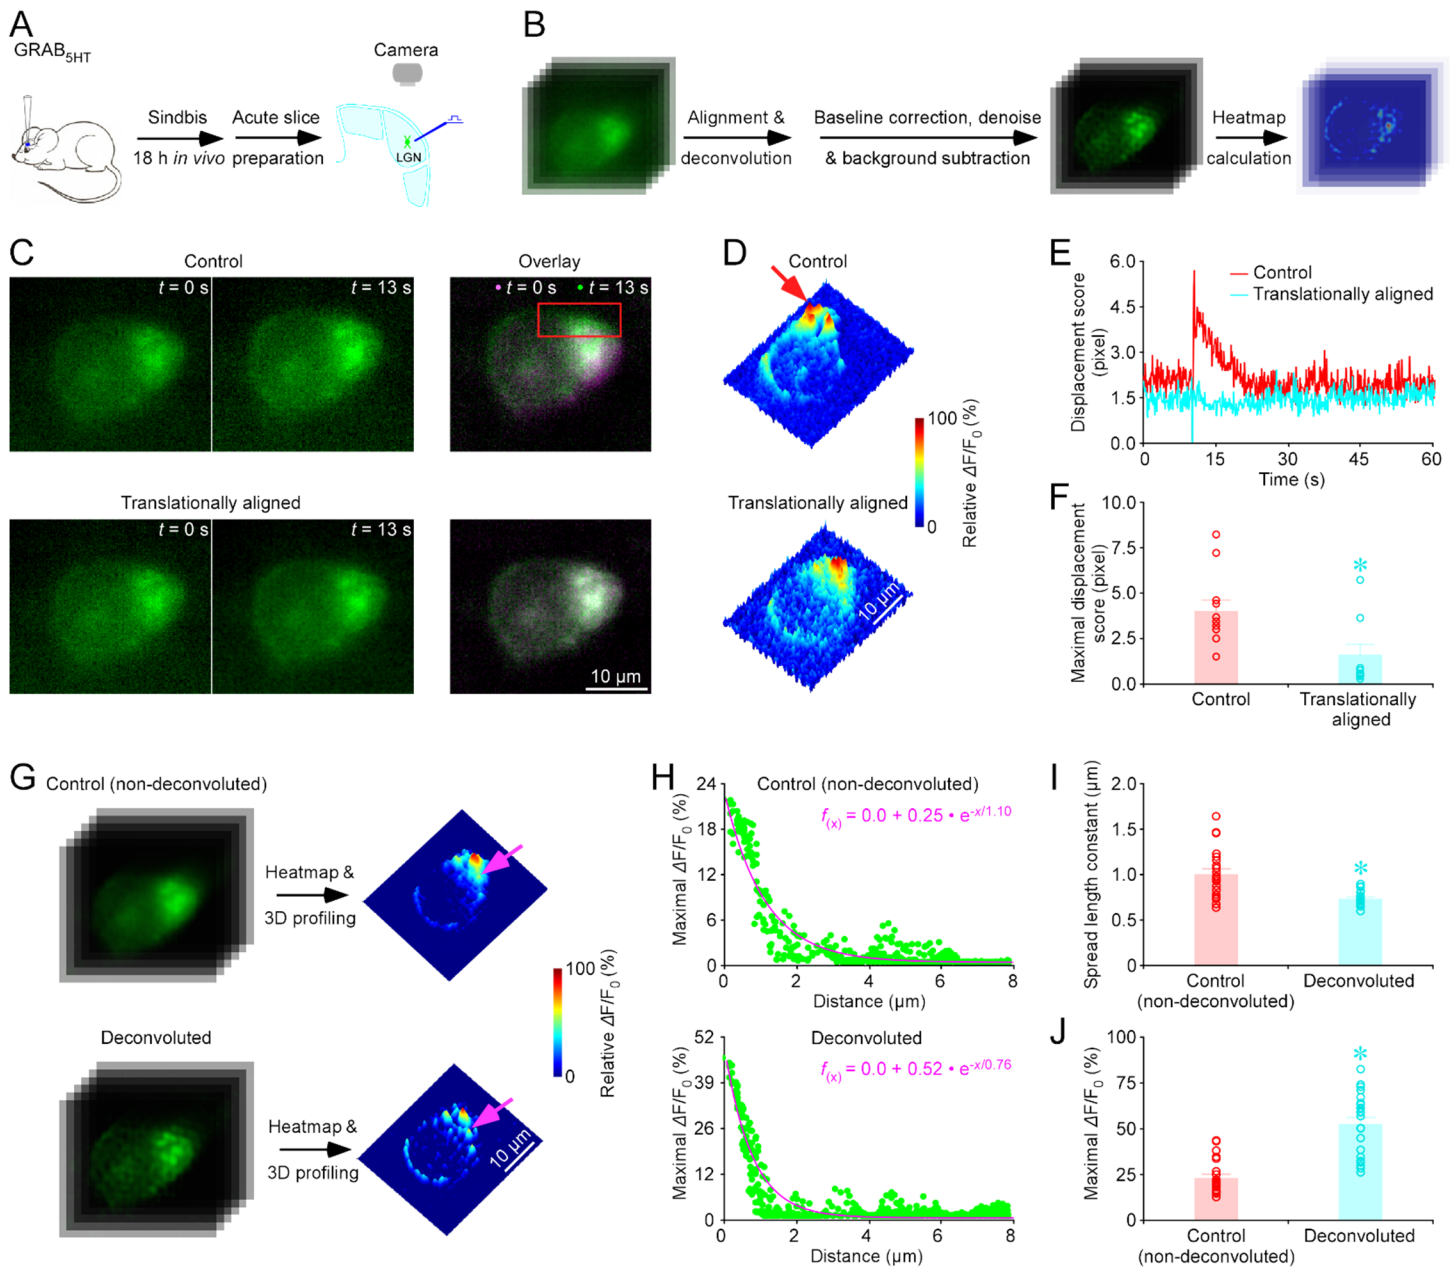 A
GRAB5HT
Sindbis
18 h in vivo
Acute slice
preparation
Camera
LGN
B
Alignment &
deconvolution
Baseline correction, denoise
& background subtraction
Heatmap
calculation
C
Control
t = 0 s
t = 13 s
Overlay
t = 0 s
t = 13 s
Translationally aligned
t = 0 s
t = 13 s
10 µm
D
Control
100
0
Relative ΔF/F0 (%)
Translationally aligned
10 µm
E
Displacement score
(pixel)
6.0
4.5
3.0
1.5
0.0
Control
Translationally aligned
0
15
30
45
60
Time (s)
F
Maximal displacement
score (pixel)
10.0
7.5
5.0
2.5
0.0
*
Control
Translationally
aligned
G
Control (non-deconvoluted)
Heatmap &
3D profiling
100
0
Relative ΔF/F0 (%)
Deconvoluted
Heatmap &
3D profiling
10 µm
H
Maximal ΔF/F0 (%)
24
18
12
6
0
Control (non-deconvoluted)
f(x) = 0.0 + 0.25 • e-x/1.10
0
2
4
6
8
Distance (µm)
Maximal ΔF/F0 (%)
52
39
26
12
0
Deconvoluted
f(x) = 0.0 + 0.52 • e-x/0.76
0
2
4
6
8
Distance (µm)
I
Spread length constant (µm)
2.0
1.5
1.0
0.5
0
*
Control
(non-deconvoluted)
Deconvoluted
J
Maximal ΔF/F0 (%)
100
75
50
25
0
*
Control
(non-deconvoluted)
Deconvoluted